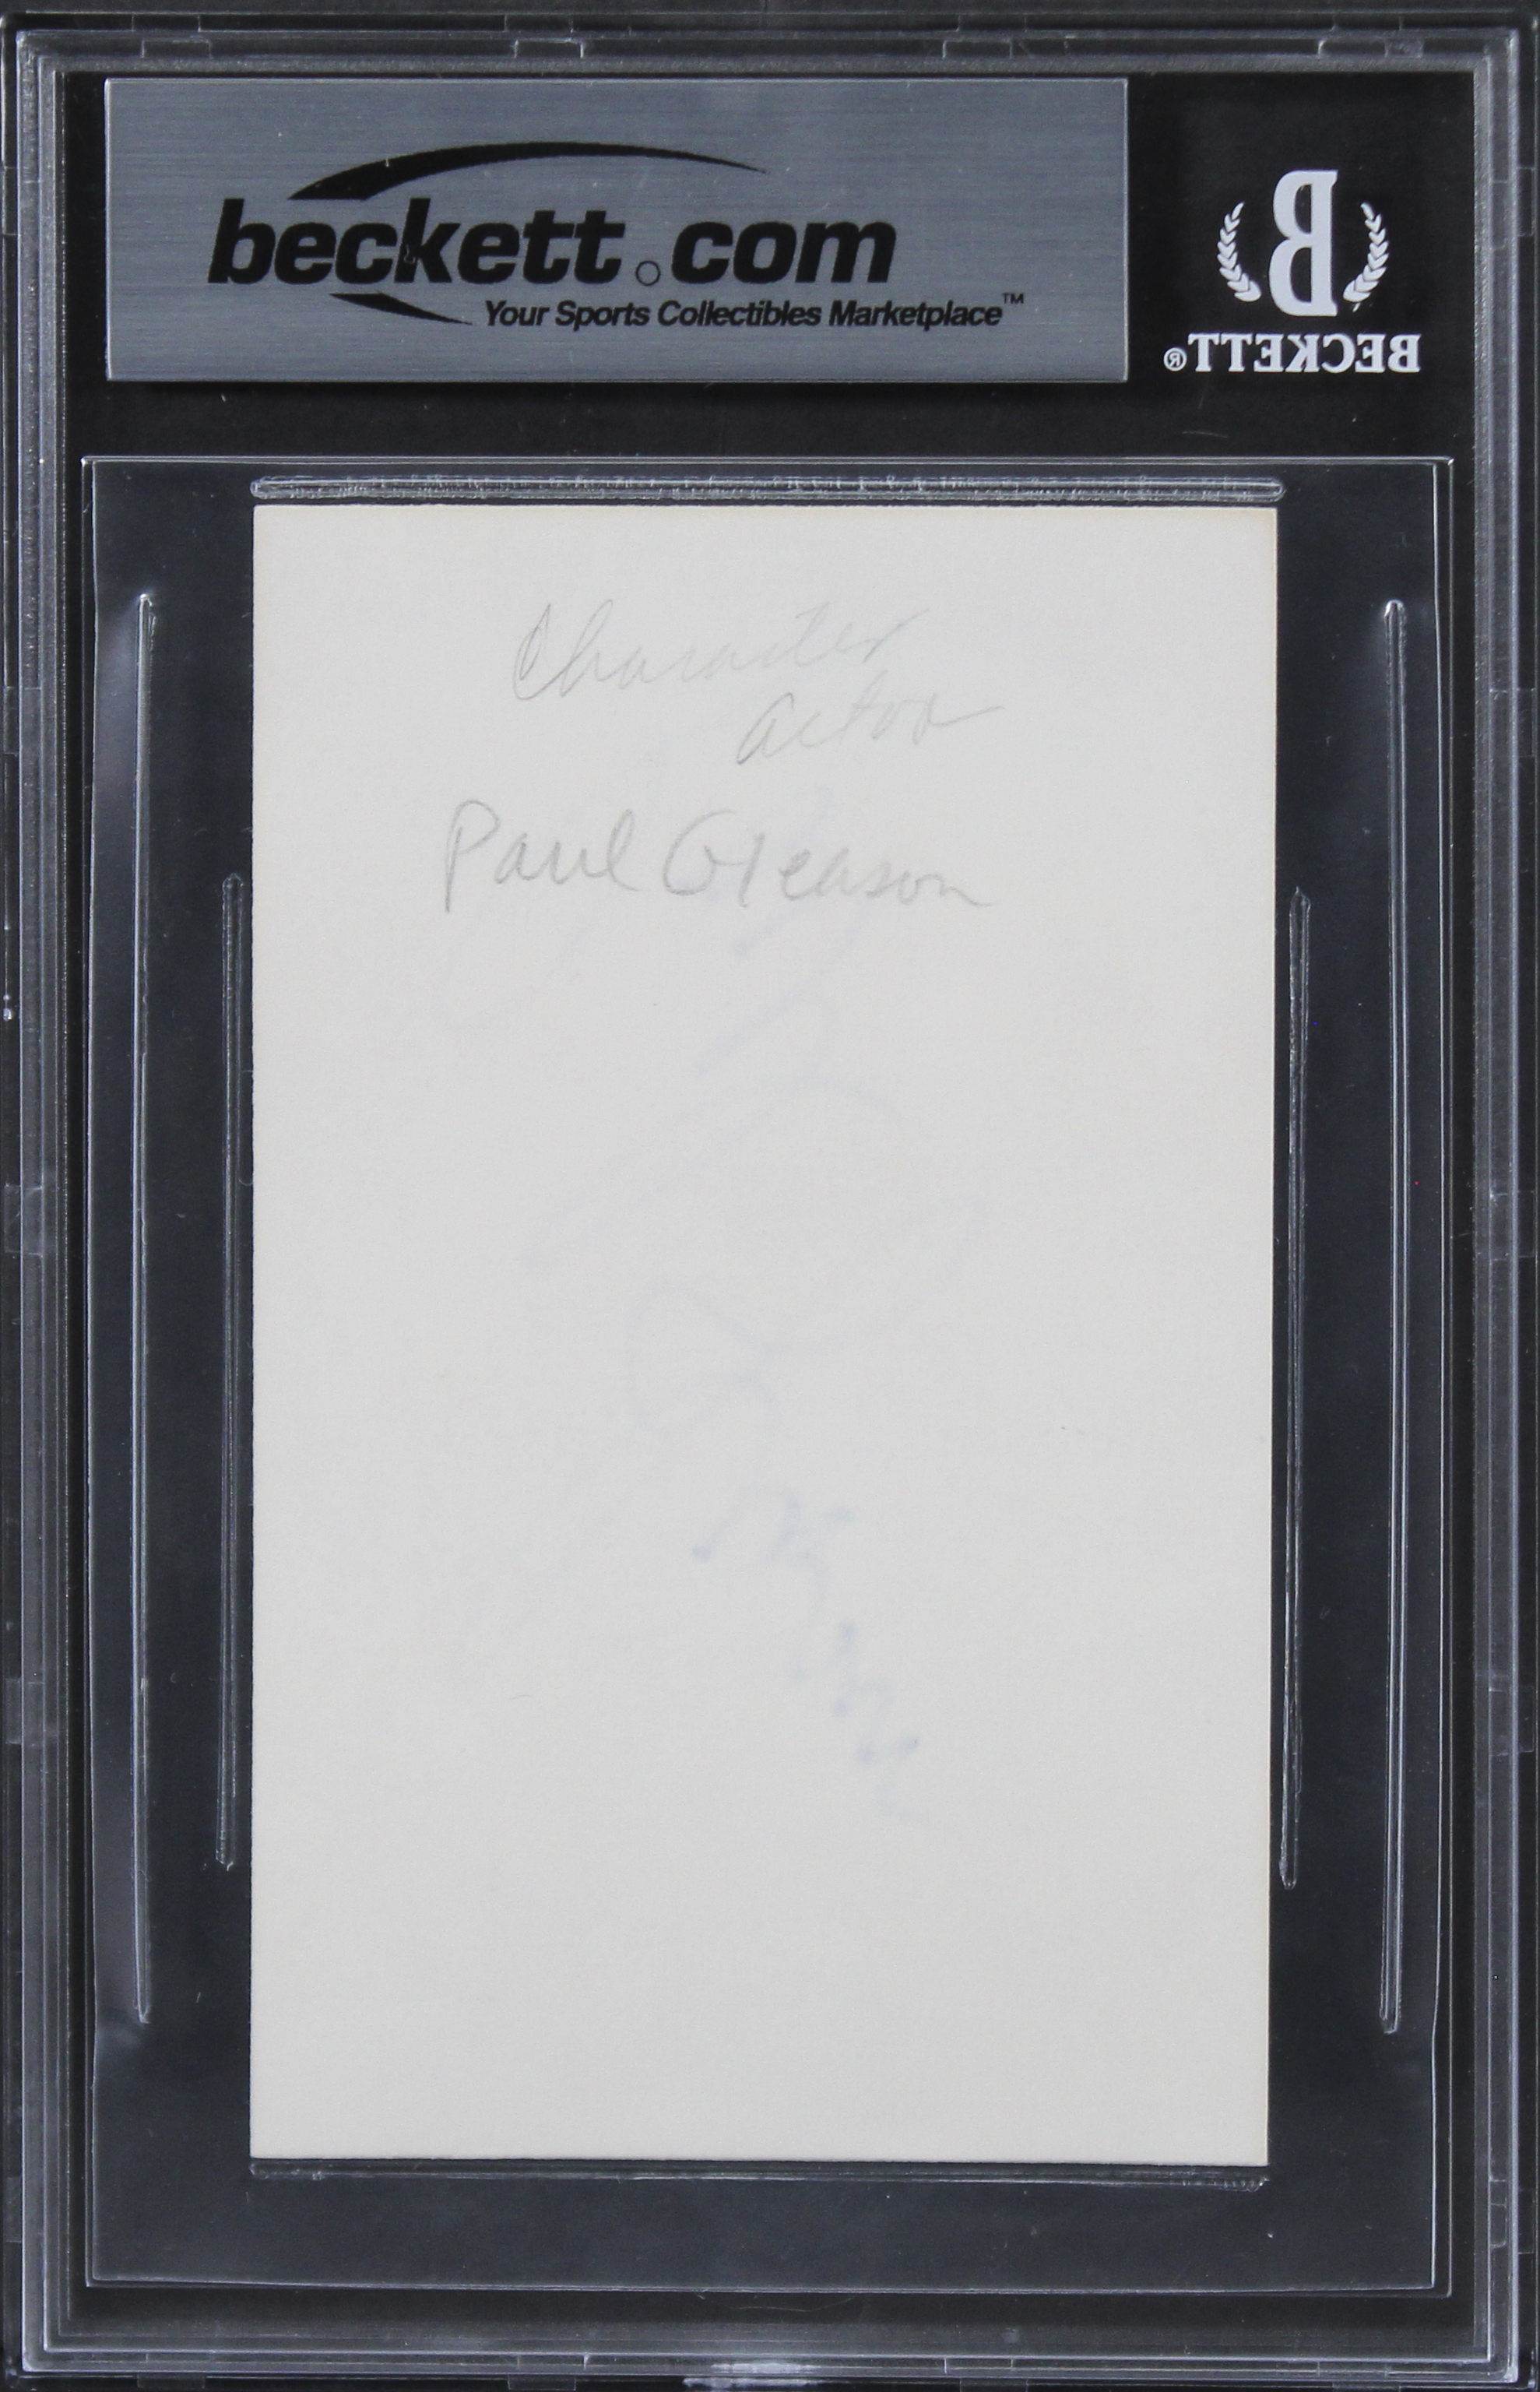 beckett.com
Your Sports Collectibles Marketplace™
B
BECKETT®
Character
actor
Paul Gleason